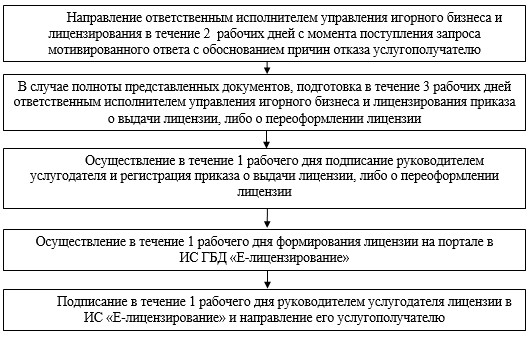 Направление ответственным исполнителем управления игорного бизнеса и
лицензирования в течение 2 рабочих дней с момента поступления запроса
мотивированного ответа с обоснованием причин отказа услугополучателю
В случае полноты представленных документов, подготовка в течение 3 рабочих дней
ответственным исполнителем управления игорного бизнеса и лицензирования приказа
о выдачи лицензии, либо о переоформлении лицензии
Осуществление в течение 1 рабочего дня подписание руководителем
услугодателя и регистрация приказа о выдачи лицензии, либо о переоформлении
лицензии
Осуществление в течение 1 рабочего дня формирования лицензии на портале в
ИС ГБД «Е-лицензирование»
Подписание в течение 1 рабочего дня руководителем услугодателя лицензии в
ИС «Е-лицензирование» и направление его услугополучателю